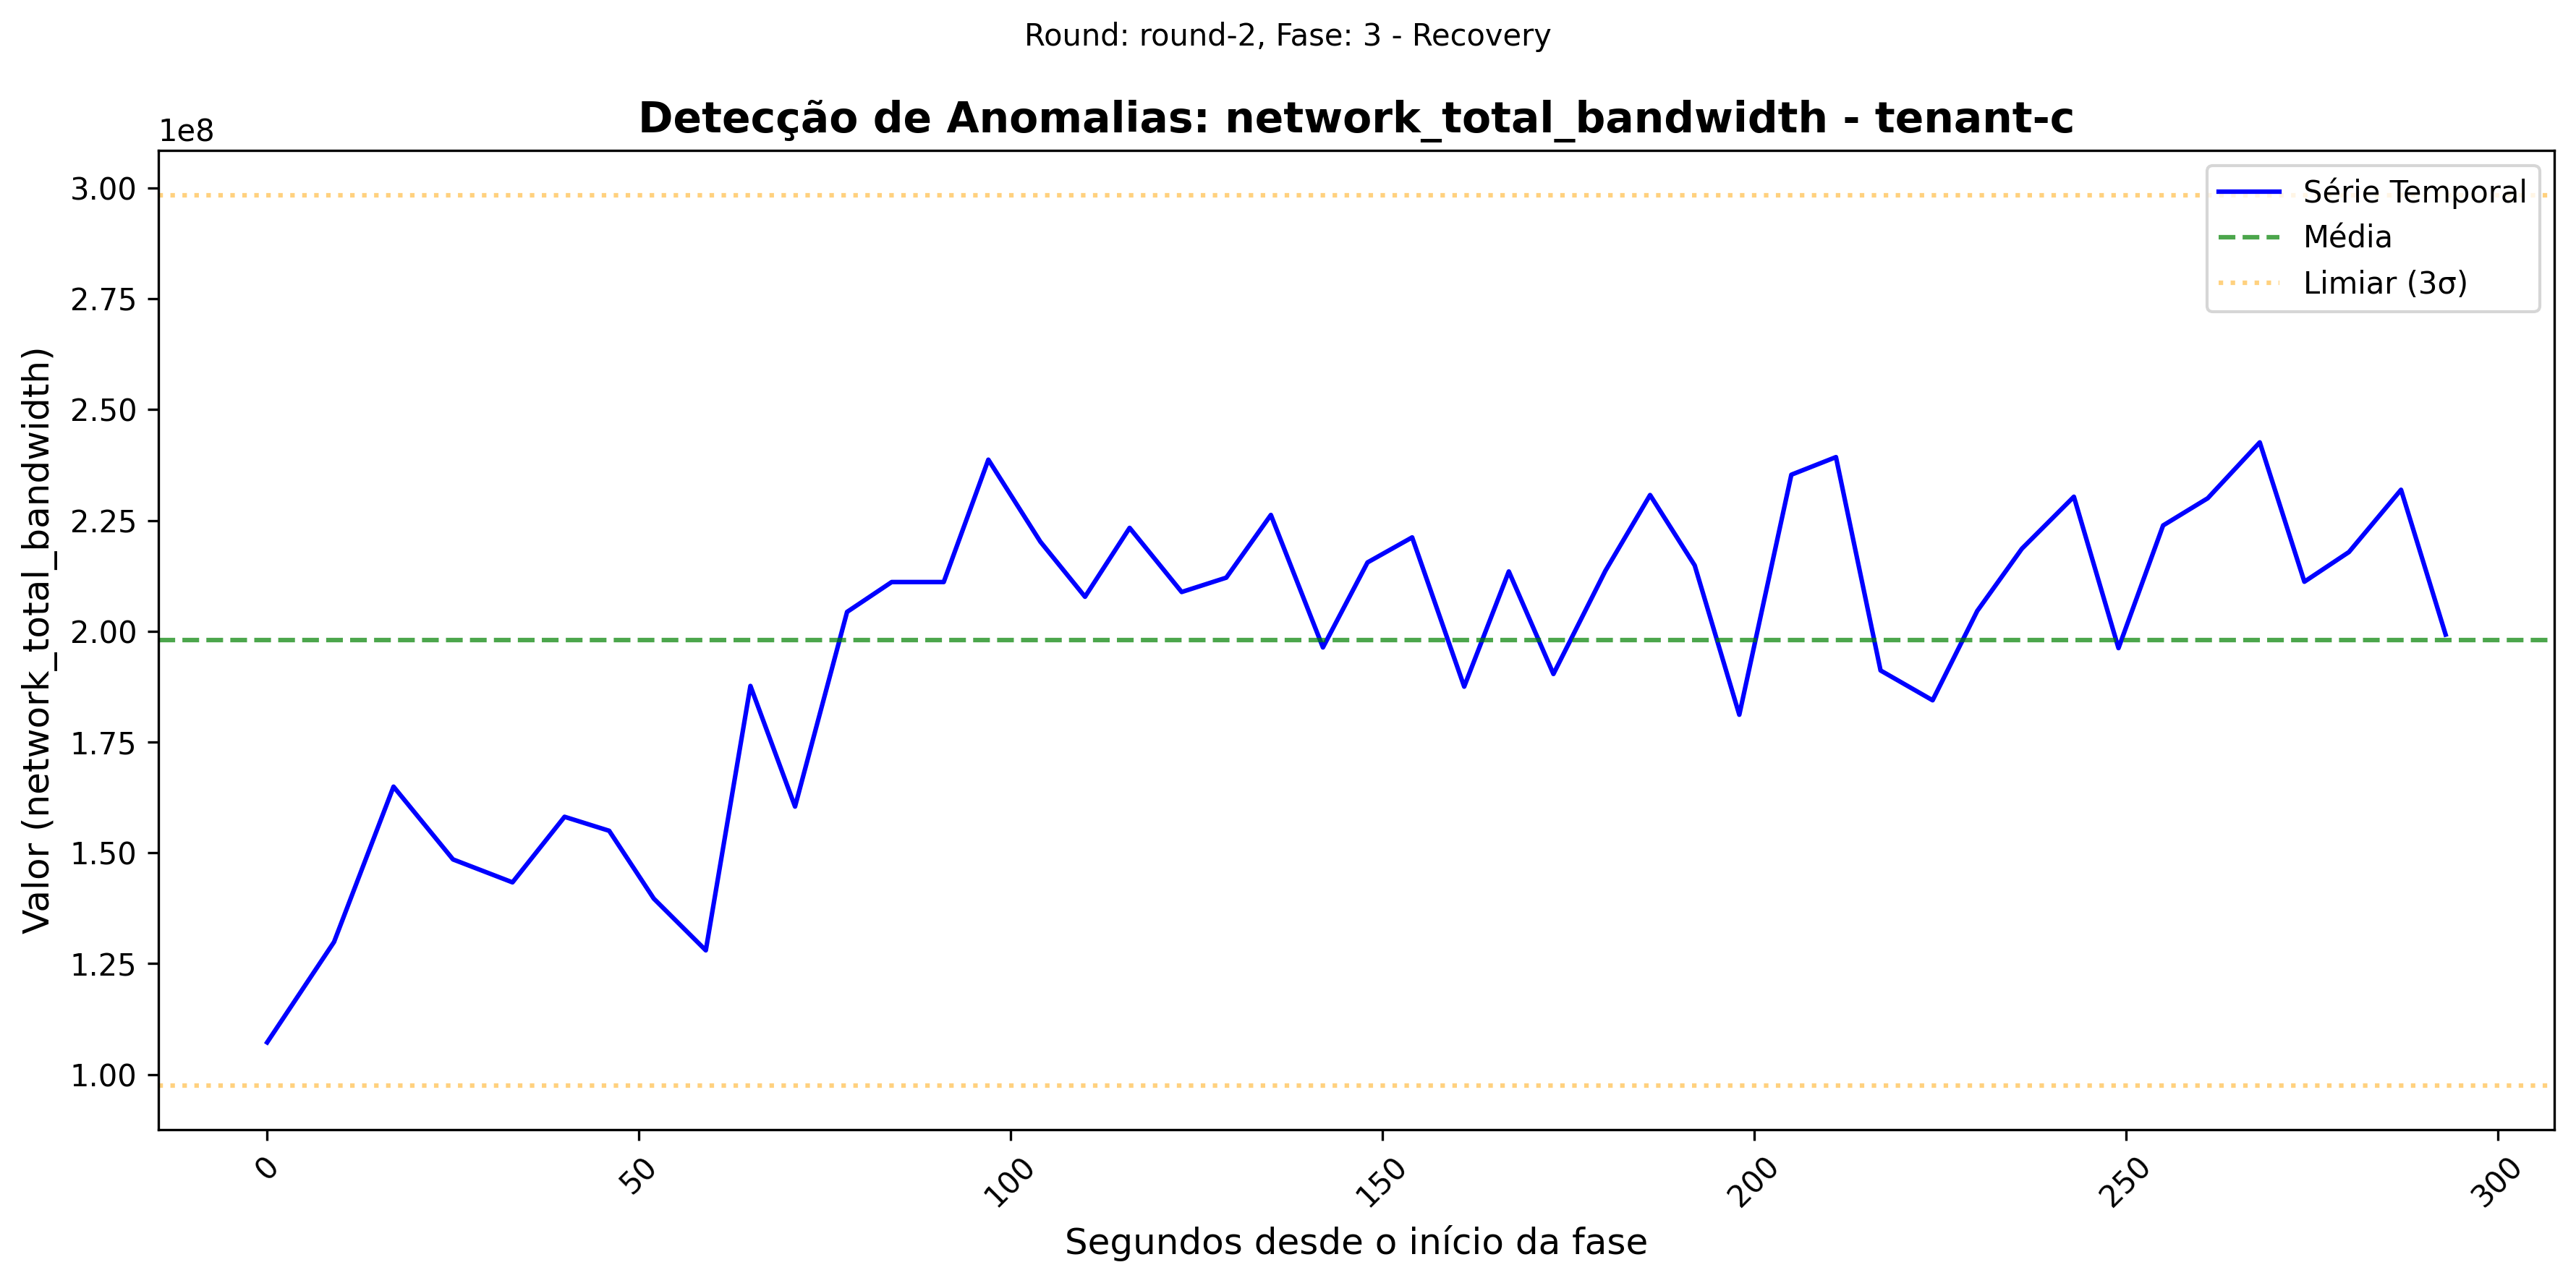 Round: round-2, Fase: 3 - Recovery
Detecção de Anomalias: network_total_bandwidth - tenant-c
1e8
3.00
2.75
2.50
2.25
2.00
1.75
1.50
1.25
1.00
Valor (network_total_bandwidth)
Série Temporal
Média
Limiar (3σ)
0
50
100
150
200
250
300
Segundos desde o início da fase